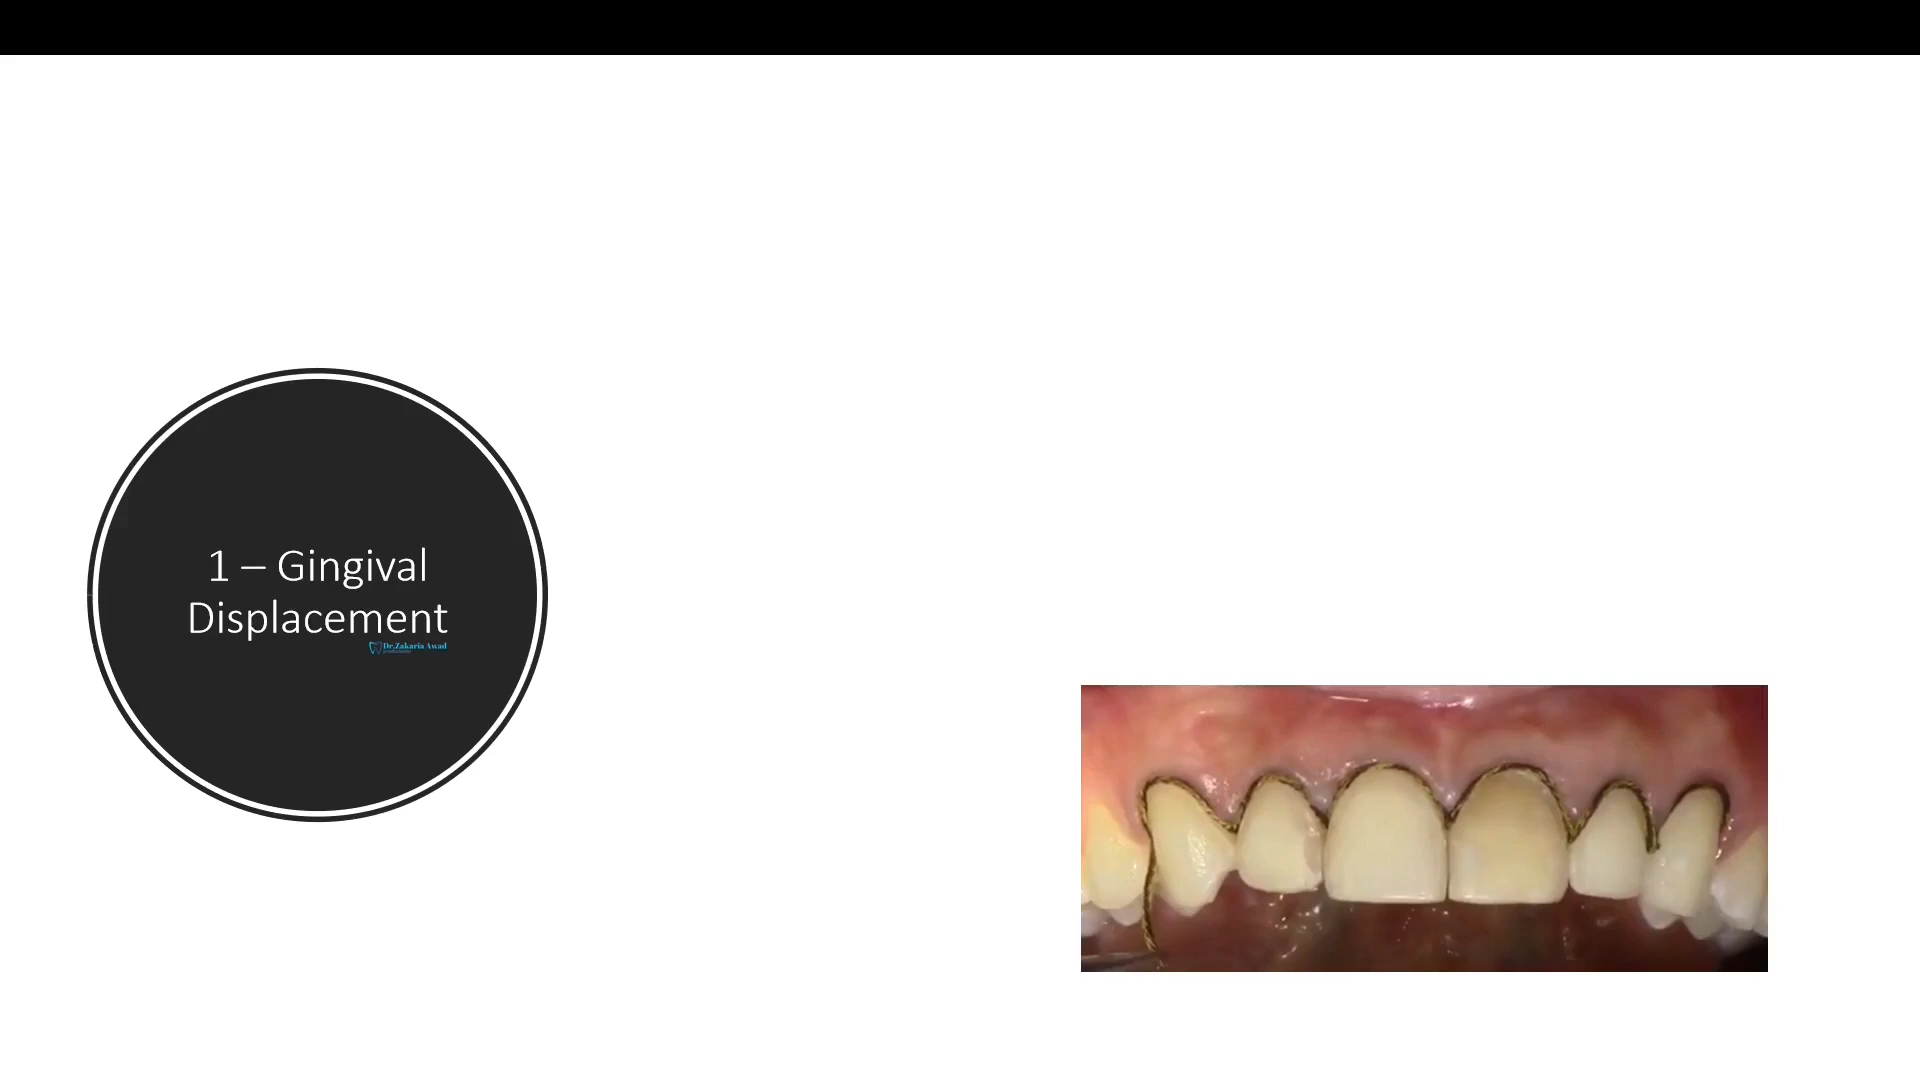 1 – Gingival
Displacement
Dr.Zakaria Awad